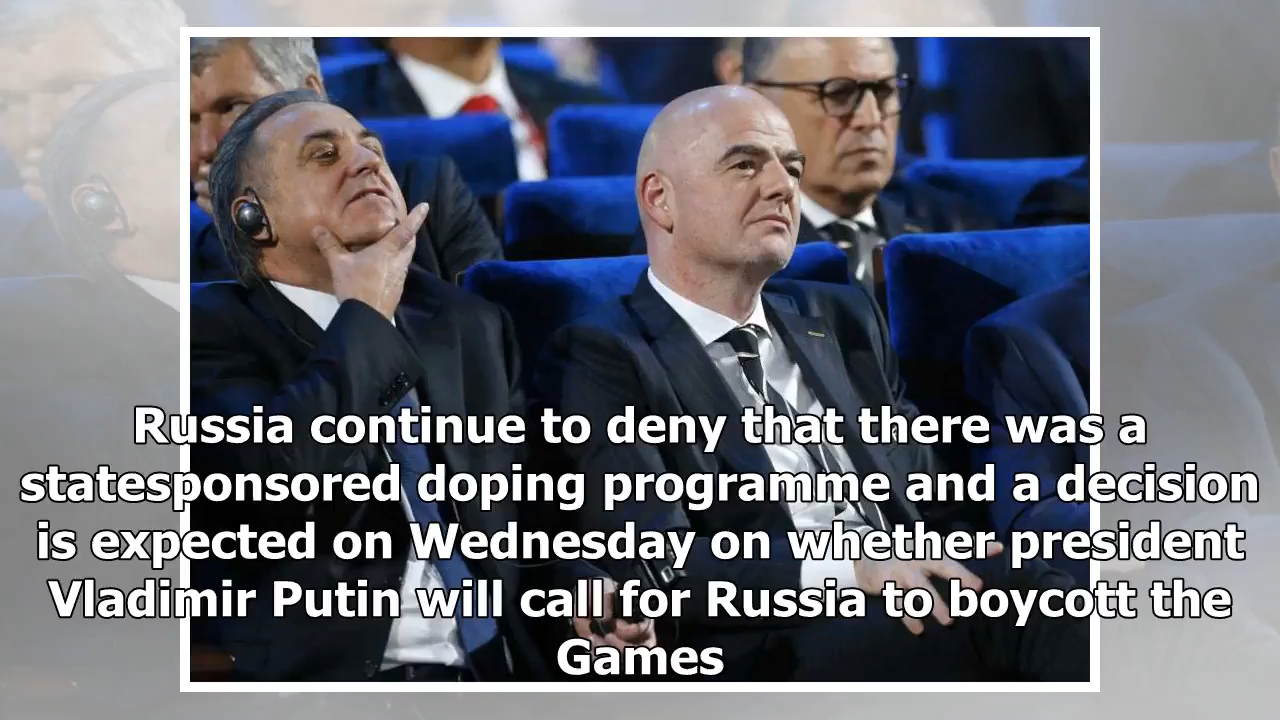 Russia continue to deny that there was a
statesponsored doping programme and a decision
is expected on Wednesday on whether president
Vladimir Putin will call for Russia to boycott the
Games